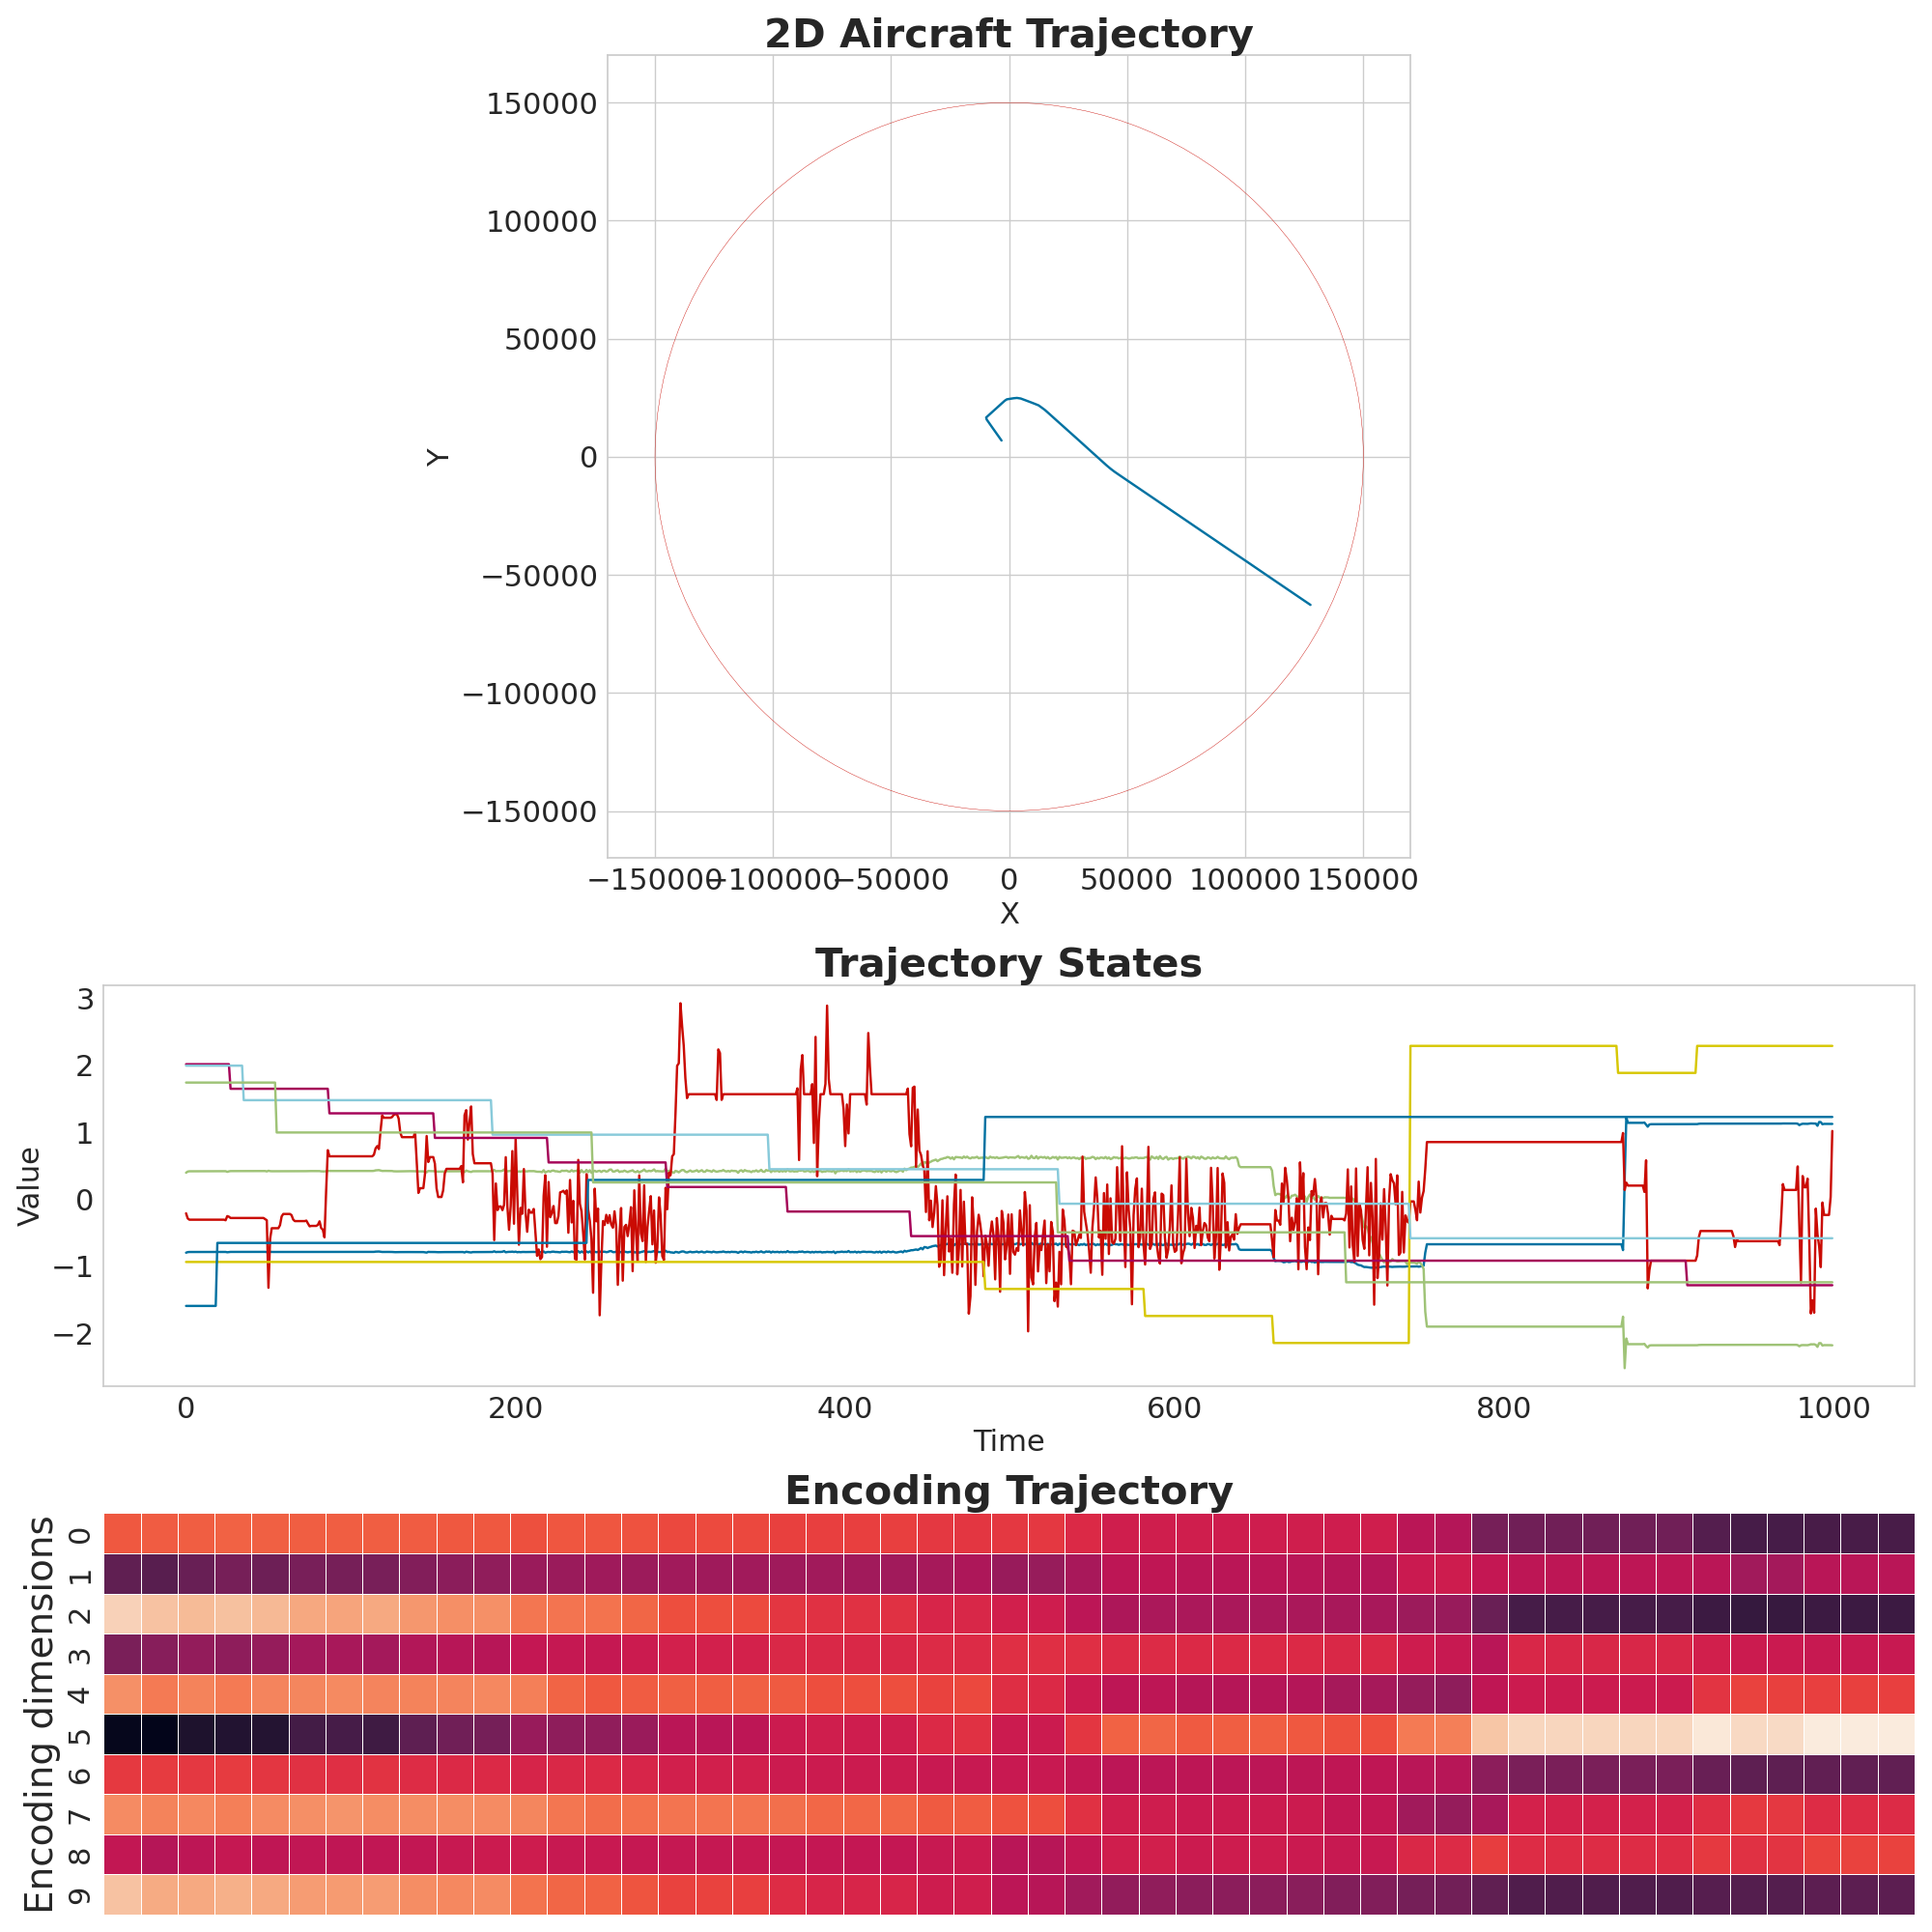 2D Aircraft Trajectory
150000
100000
50000
0
−50000
−100000
−150000
Y
−150000 −100000 −50000 0 50000 100000 150000
X
Trajectory States
3
2
1
0
−1
−2
Value
0 200 400 600 800 1000
Time
Encoding Trajectory
Encoding dimensions
0
1
2
3
4
5
6
7
8
9